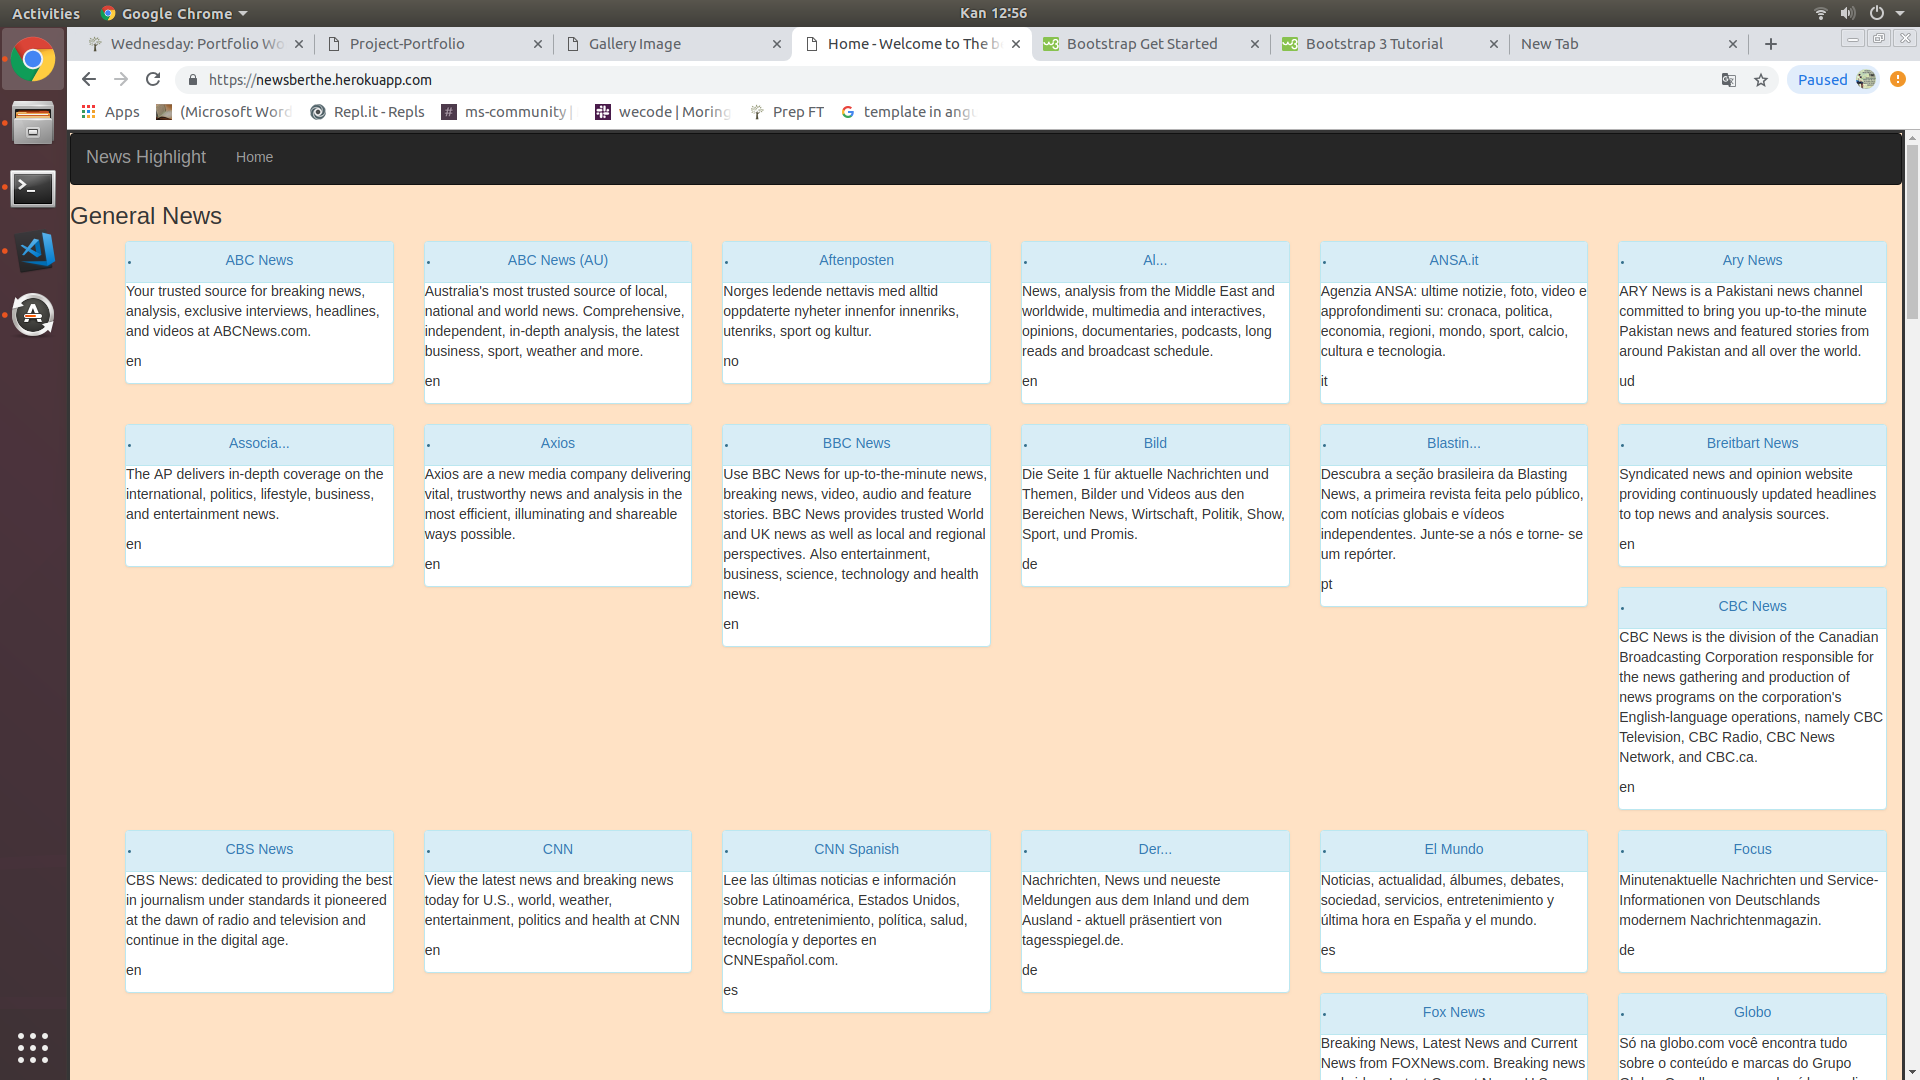 Activities
Google Chrome
Kan 12:56
Wednesday: Portfolio Wo
Project-Portfolio
Gallery Image
Home - Welcome to The b
Bootstrap Get Started
Bootstrap 3 Tutorial
New Tab
https://newsberthe.herokuapp.com
Paused
Apps
(Microsoft Word
Repl.it - Repls
ms-community |
wecode | Moring
Prep FT
template in angu
News Highlight
Home
General News
ABC News
Your trusted source for breaking news,
analysis, exclusive interviews, headlines,
and videos at ABCNews.com.
en
ABC News (AU)
Australia's most trusted source of local,
national and world news. Comprehensive,
independent, in-depth analysis, the latest
business, sport, weather and more.
en
Aftenposten
Norges ledende nettavis med alltid
oppdaterte nyheter innenfor innenriks,
utenriks, sport og kultur.
no
Al...
News, analysis from the Middle East and
worldwide, multimedia and interactives,
opinions, documentaries, podcasts, long
reads and broadcast schedule.
en
ANSA.it
Agenzia ANSA: ultime notizie, foto, video e
approfondimenti su: cronaca, politica,
economia, regioni, mondo, sport, calcio,
cultura e tecnologia.
it
Ary News
ARY News is a Pakistani news channel
committed to bring you up-to-the minute
Pakistan news and featured stories from
around Pakistan and all over the world.
ud
Associa...
The AP delivers in-depth coverage on the
international, politics, lifestyle, business,
and entertainment news.
en
Axios
Axios are a new media company delivering
vital, trustworthy news and analysis in the
most efficient, illuminating and shareable
ways possible.
en
BBC News
Use BBC News for up-to-the-minute news,
breaking news, video, audio and feature
stories. BBC News provides trusted World
and UK news as well as local and regional
perspectives. Also entertainment,
business, science, technology and health
news.
en
Bild
Die Seite 1 für aktuelle Nachrichten und
Themen, Bilder und Videos aus den
Bereichen News, Wirtschaft, Politik, Show,
Sport, und Promis.
de
Blastin...
Descubra a seção brasileira da Blasting
News, a primeira revista feita pelo público,
com notícias globais e vídeos
independentes. Junte-se a nós e torne- se
um repórter.
pt
Breitbart News
Syndicated news and opinion website
providing continuously updated headlines
to top news and analysis sources.
en
CBC News
CBC News is the division of the Canadian
Broadcasting Corporation responsible for
the news gathering and production of
news programs on the corporation's
English-language operations, namely CBC
Television, CBC Radio, CBC News
Network, and CBC.ca.
en
CBS News
CBS News: dedicated to providing the best
in journalism under standards it pioneered
at the dawn of radio and television and
continue in the digital age.
en
CNN
View the latest news and breaking news
today for U.S., world, weather,
entertainment, politics and health at CNN
en
CNN Spanish
Lee las últimas noticias e información
sobre Latinoamérica, Estados Unidos,
mundo, entretenimiento, política, salud,
tecnología y deportes en
CNNEspañol.com.
es
Der...
Nachrichten, News und neueste
Meldungen aus dem Inland und dem
Ausland - aktuell präsentiert von
tagesspiegel.de.
de
El Mundo
Noticias, actualidad, álbumes, debates,
sociedad, servicios, entretenimiento y
última hora en España y el mundo.
es
Focus
Minutenaktuelle Nachrichten und Service-
Informationen von Deutschlands
modernem Nachrichtenmagazin.
de
Fox News
Breaking News, Latest News and Current
News from FOXNews.com. Breaking news
Globo
Só na globo.com você encontra tudo
sobre o conteúdo e marcas do Grupo